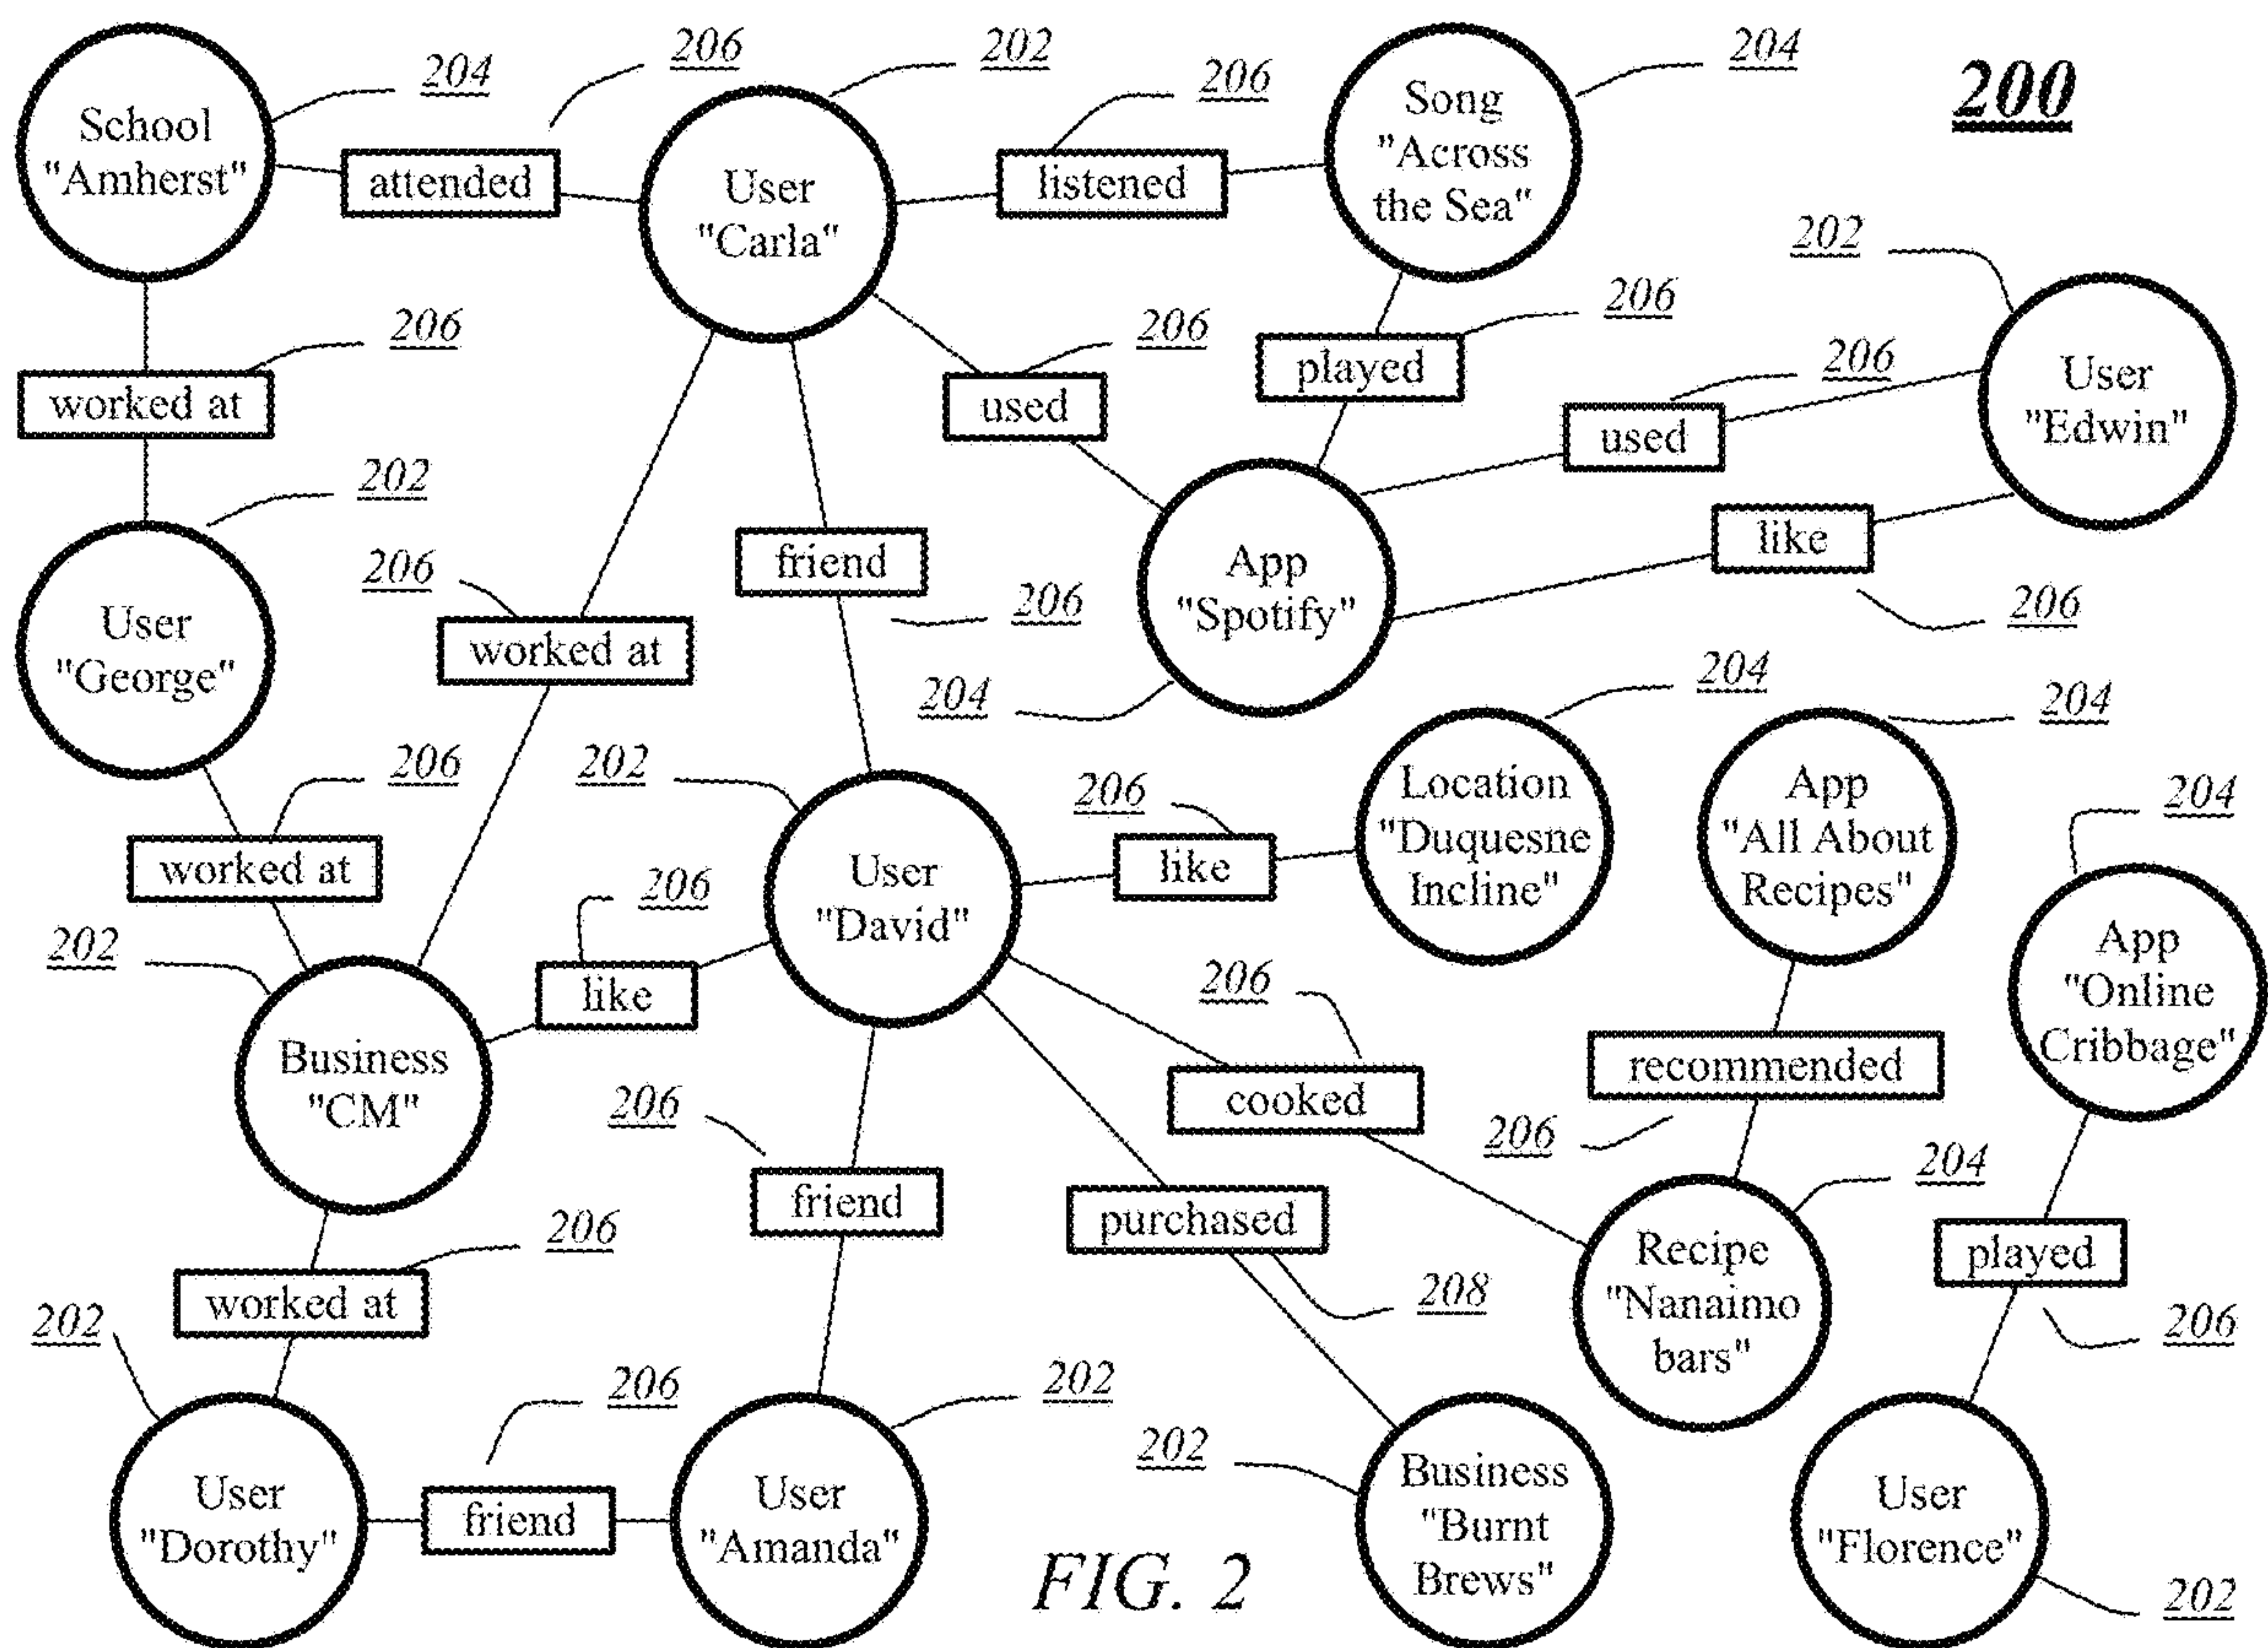 204
206
202
206
204
200
School
"Amherst"
attended
User
"Carla"
listened
Song
"Across
the Sea"
202
206
206
206
206
worked at
used
played
used
User
"Edwin"
202
206
friend
206
like
206
User
"George"
worked at
App
"Spotify"
204
204
204
206
202
206
204
worked at
206
like
Location
"Duquesne
Incline"
App
"All About
Recipes"
User
"David"
like
202
206
App
"Online
Cribbage"
Business
"CM"
206
cooked
recommended
206
204
206
friend
purchased
208
Recipe
"Nanaimo
bars"
played
206
206
worked at
202
206
202
User
"Dorothy"
friend
User
"Amanda"
202
Business
"Burnt
Brews"
User
"Florence"
202
FIG. 2